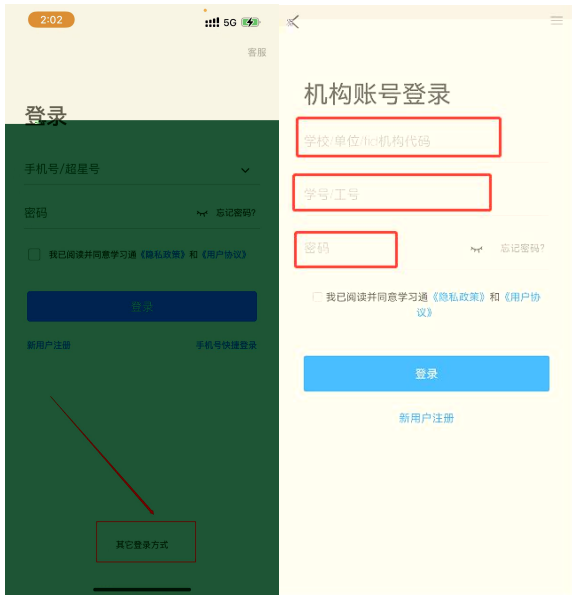 2:02
5G
客服
登录
手机号/超星号
密码
忘记密码?
我已阅读并同意学习通《隐私政策》和《用户协议》
登录
新用户注册
手机号快捷登录
其它登录方式
机构账号登录
学校/单位/fid机构代码
学号/工号
密码
忘记密码?
我已阅读并同意学习通《隐私政策》和《用户协
议》
登录
新用户注册